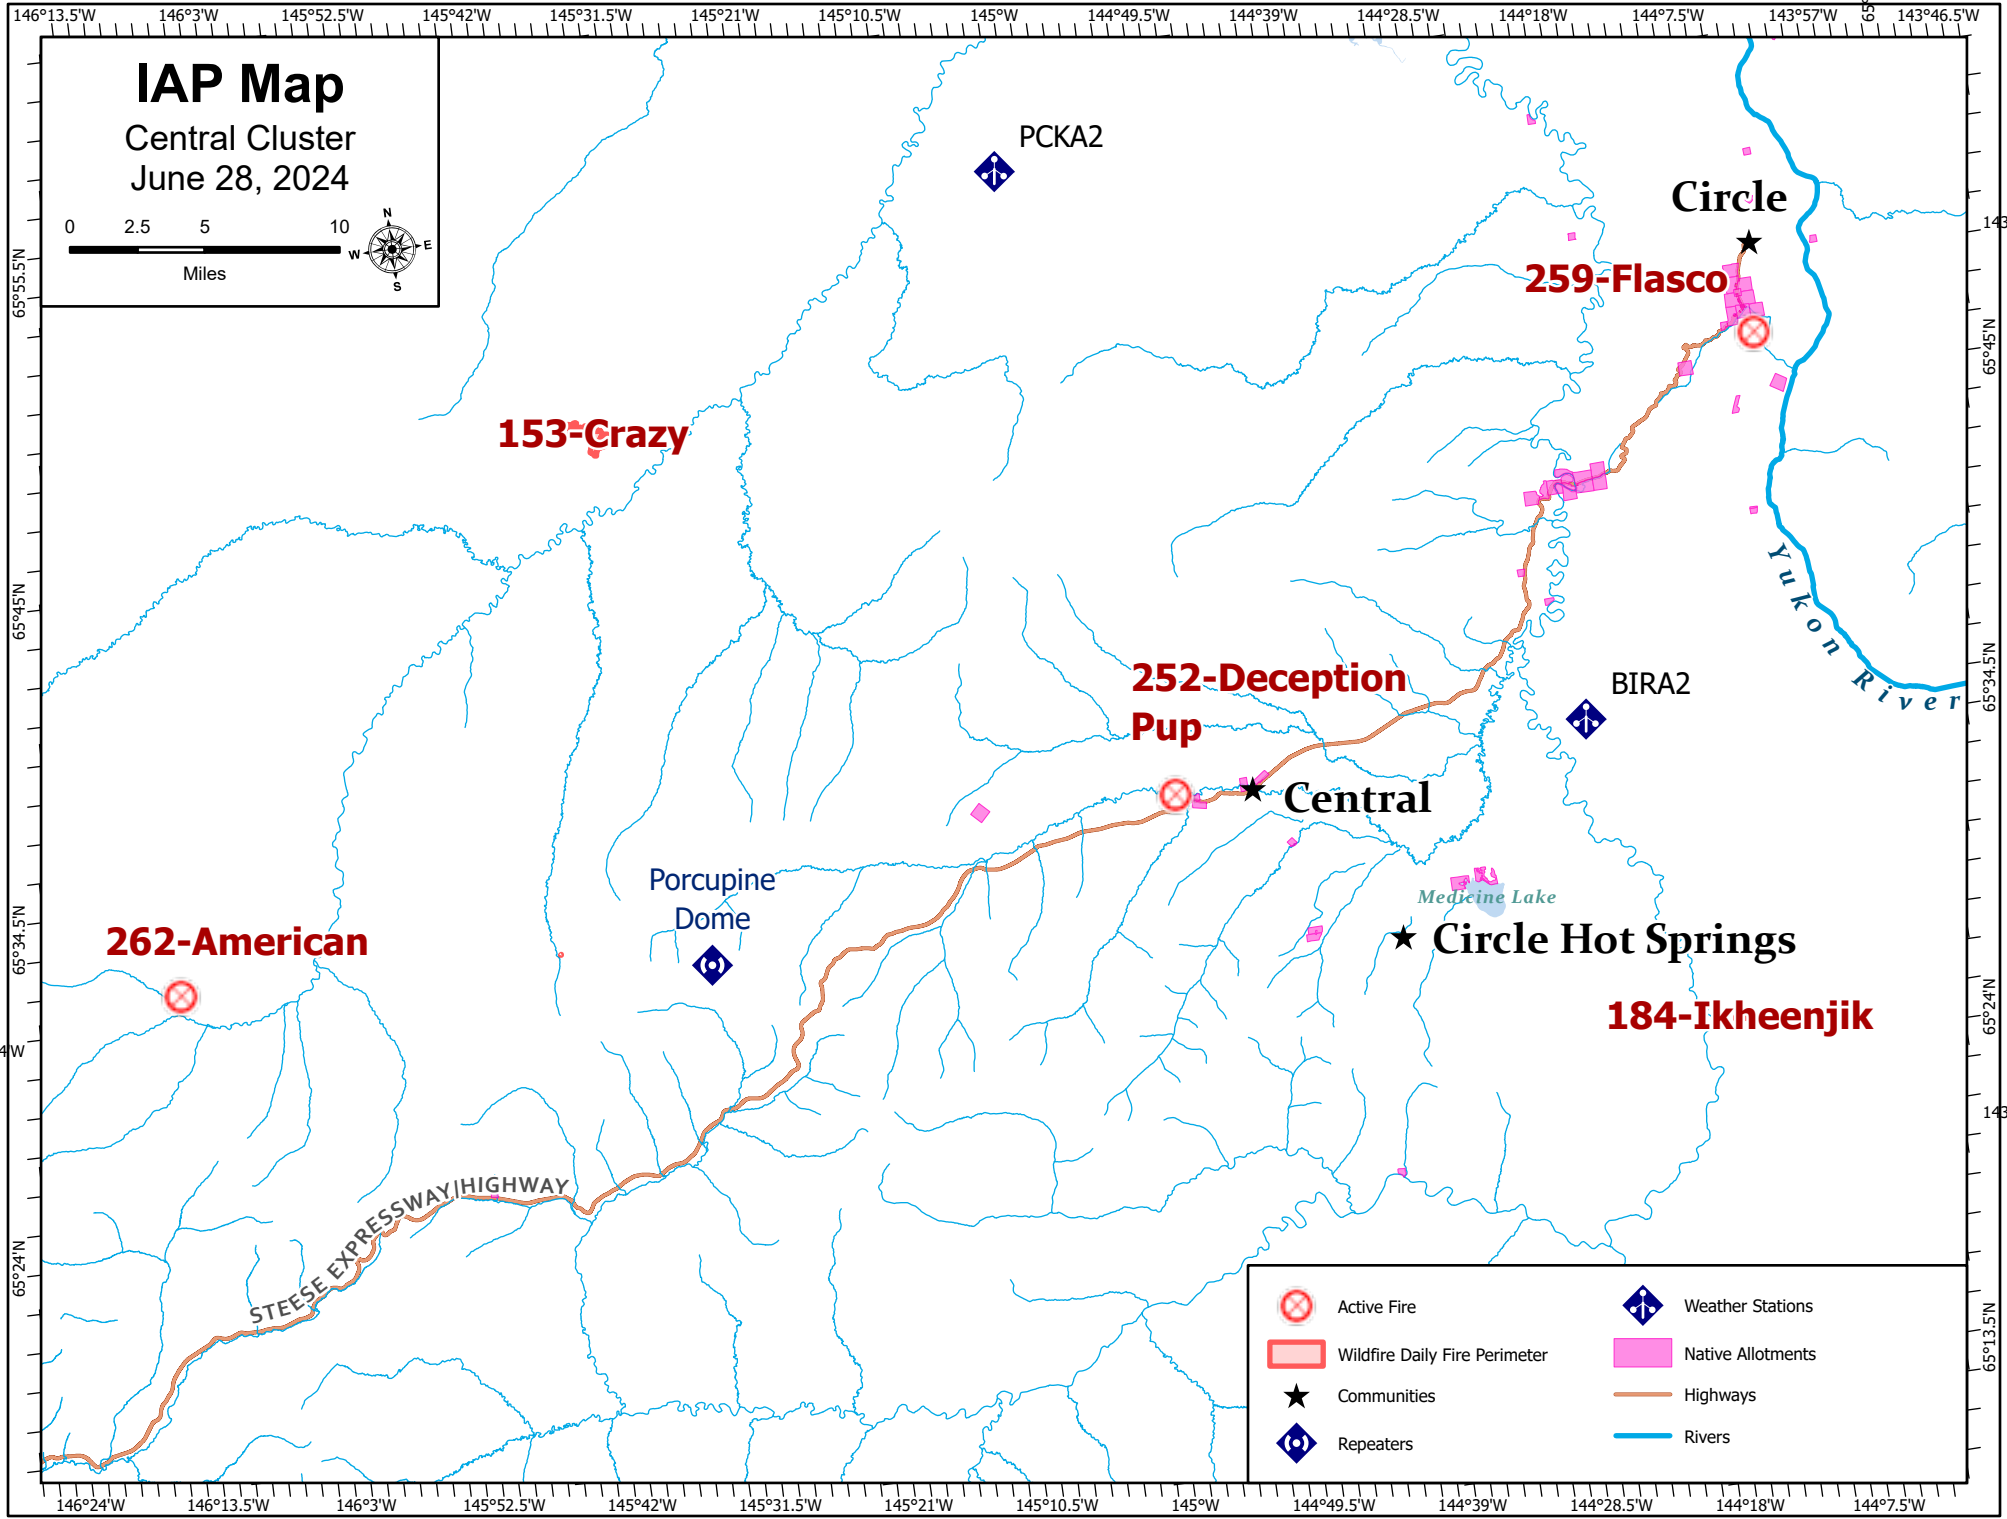 146°13.5'W 146°3'W 145°52.5'W 145°42'W 145°31.5'W 145°21'W 145°10.5'W 145°W 144°49.5'W 144°39'W 144°28.5'W 144°18'W 144°7.5'W 143°57'W 143°46.5'W
65°
IAP Map
Central Cluster
June 28, 2024
0 2.5 5 10
Miles
N
W E
S
PCKA2
Circle
143
259-Flasco
65°55.5'N
65°45'N
153-Crazy
Yukon River
65°45'N
252-Deception
Pup
BIRA2
65°34.5'N
Central
Porcupine
Dome
Medicine Lake
Circle Hot Springs
262-American
65°34.5'N
184-Ikheenjik
65°24'N
4'W
143
STEESE EXPRESSWAY|HIGHWAY
65°24'N
65°13.5'N
Active Fire
Wildfire Daily Fire Perimeter
Communities
Repeaters
Weather Stations
Native Allotments
Highways
Rivers
146°24'W 146°13.5'W 146°3'W 145°52.5'W 145°42'W 145°31.5'W 145°21'W 145°10.5'W 145°W 144°49.5'W 144°39'W 144°28.5'W 144°18'W 144°7.5'W